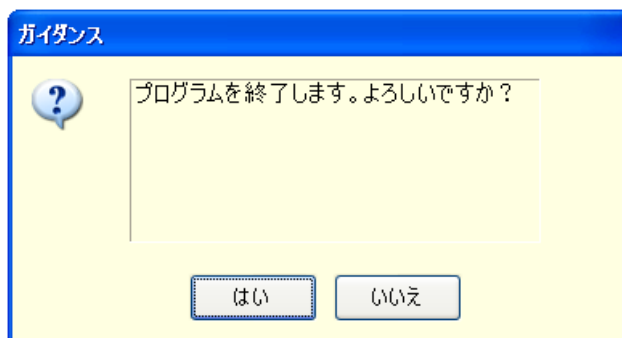 ガイダンス
プログラムを終了します。よろしいですか？
はい
いいえ